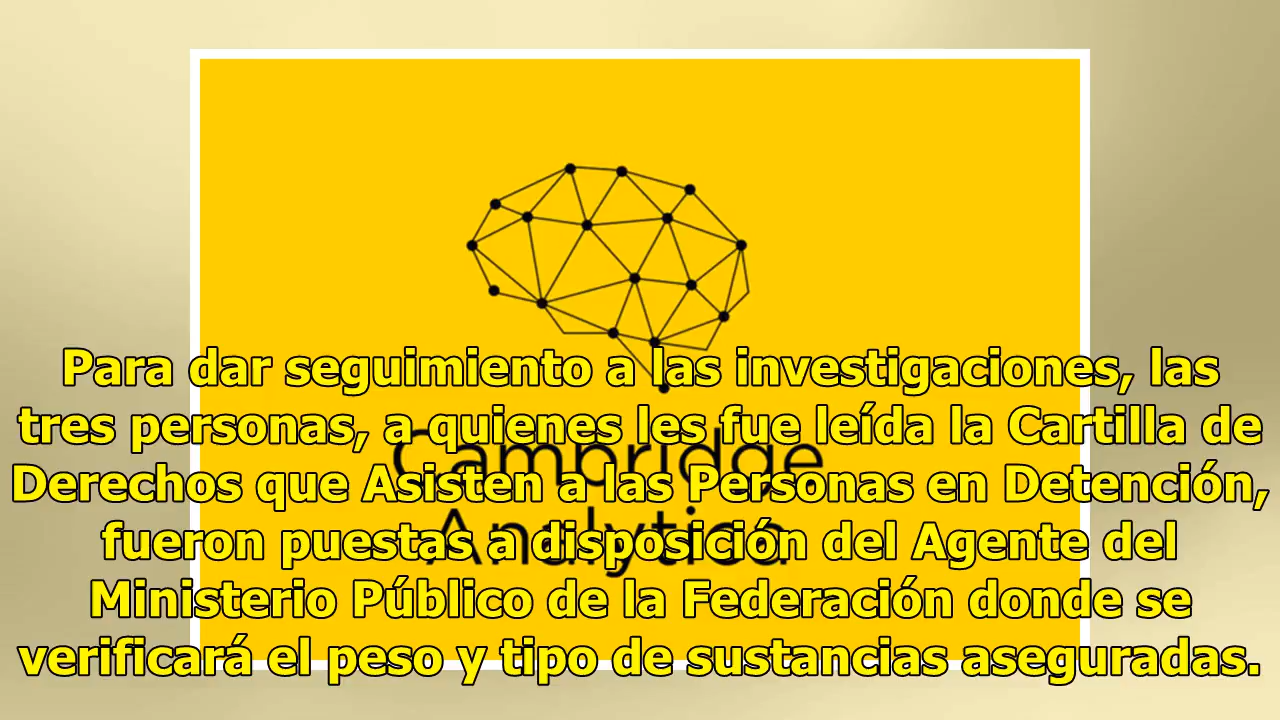 Para dar seguimiento a las investigaciones, las
tres personas, a quienes les fue leída la Cartilla de
Derechos que Asisten a las Personas en Detención,
fueron puestas a disposición del Agente del
Ministerio Público de la Federación donde se
verificará el peso y tipo de sustancias aseguradas.
Cambridge
Analytica